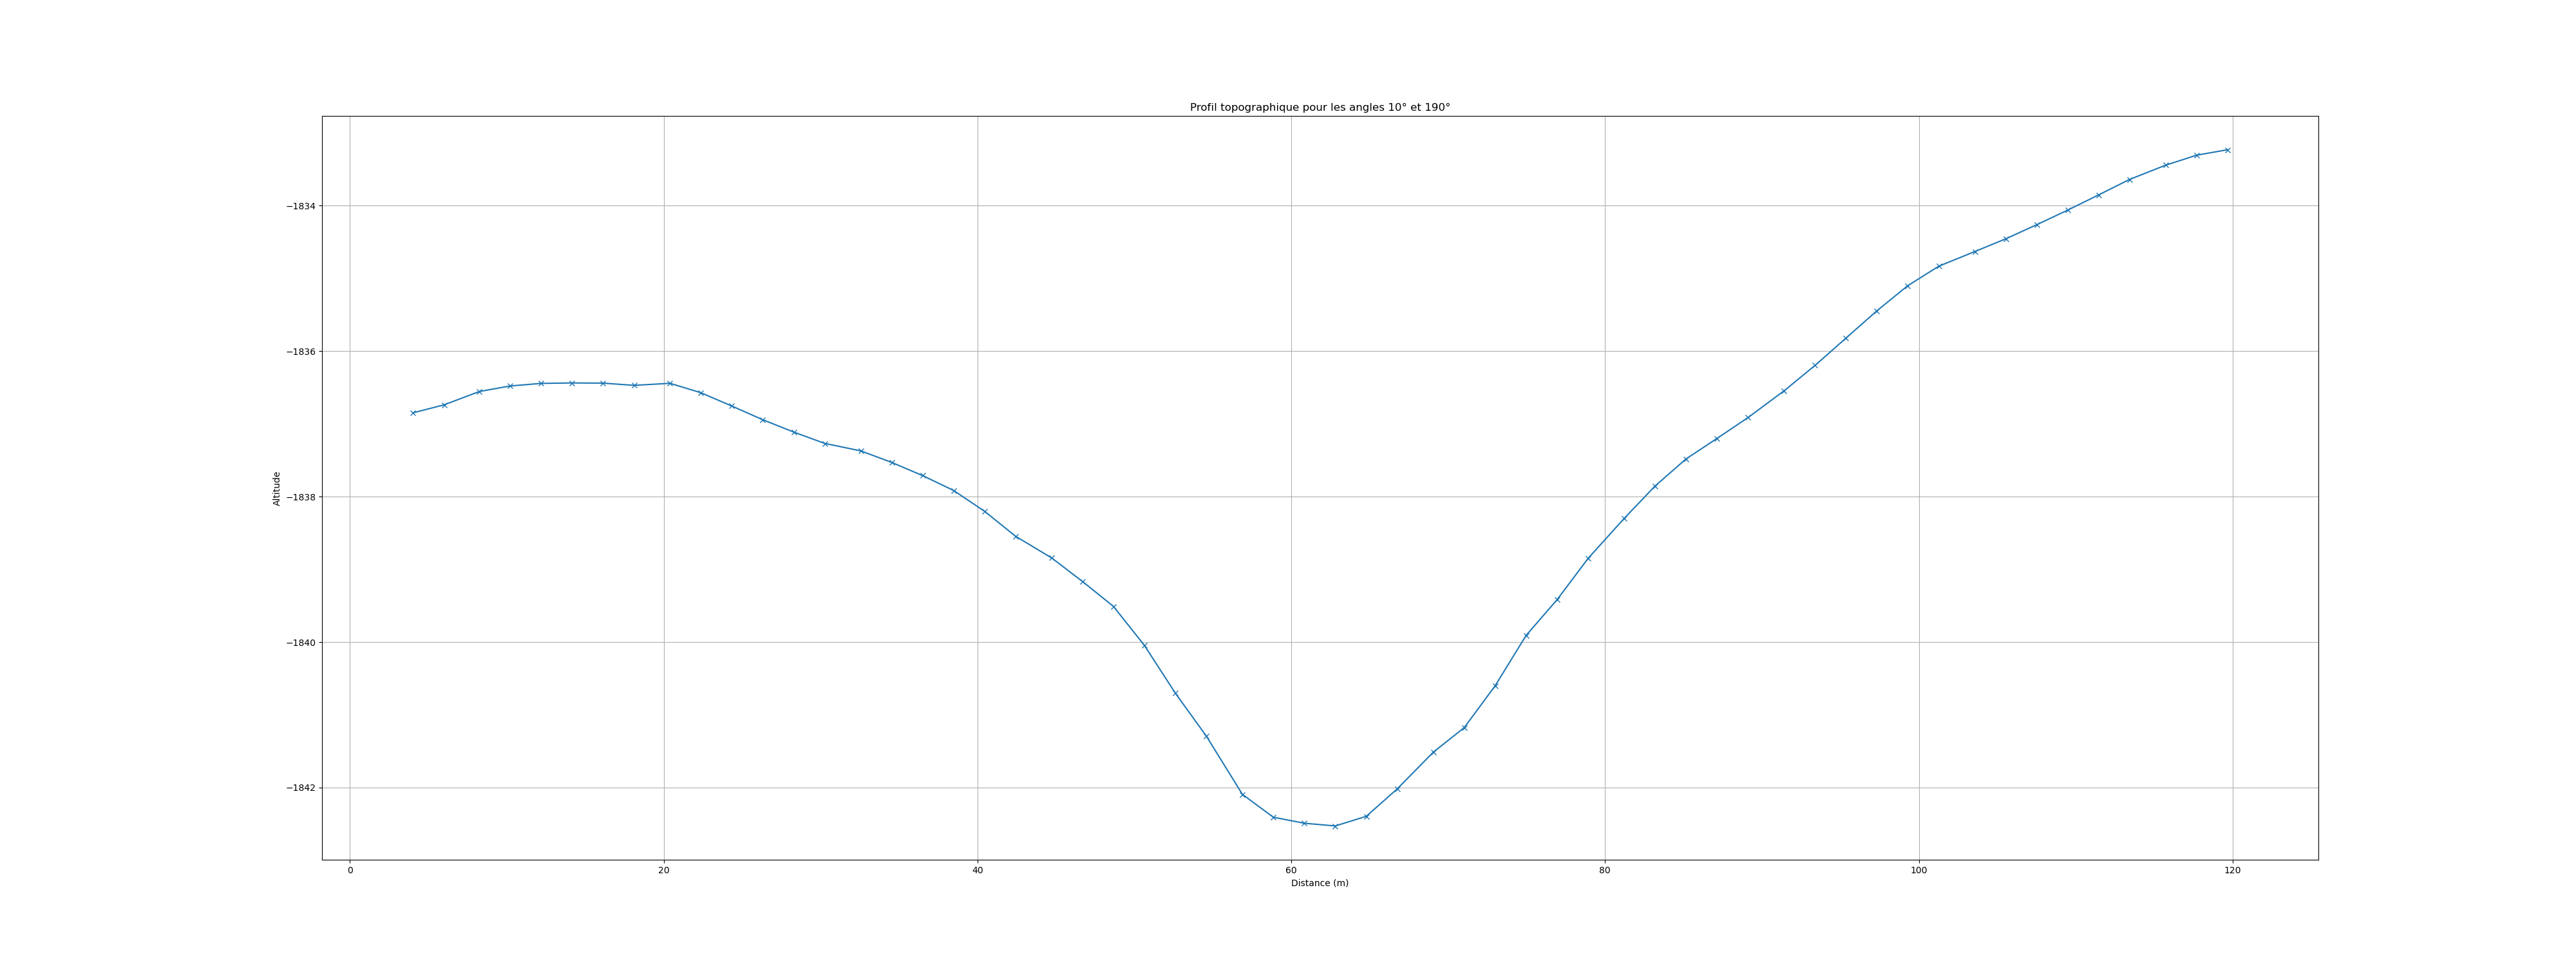 Profil topographique pour les angles 10° et 190°
Altitude
−1834
−1836
−1838
−1840
−1842
0 20 40 60 80 100 120
Distance (m)